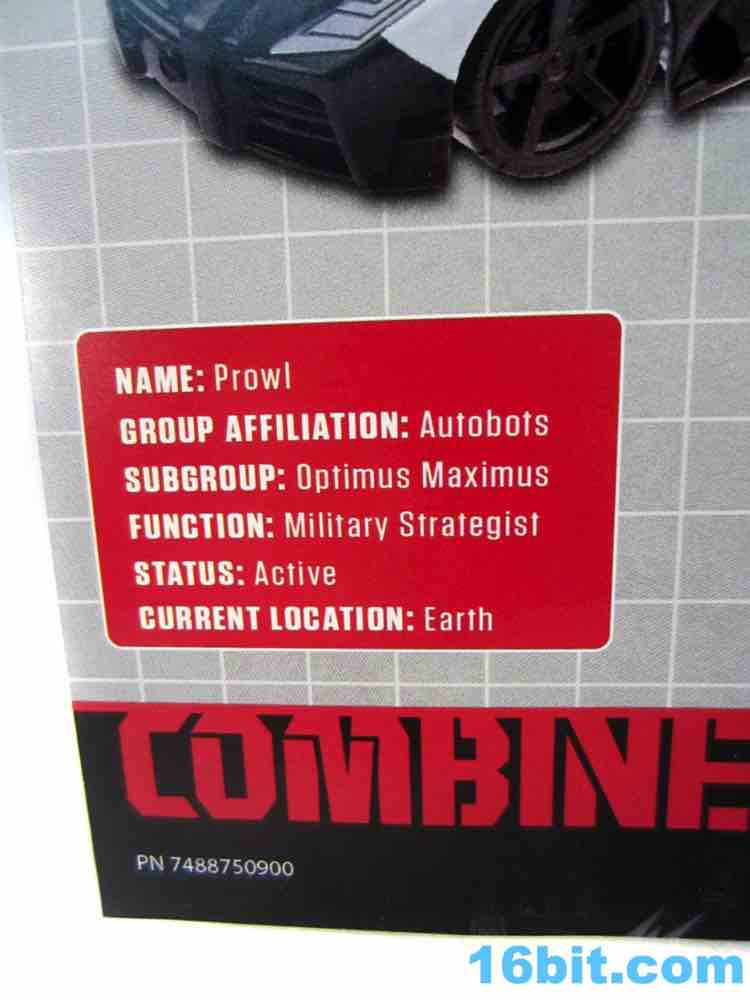 NAME: Prowl
GROUP AFFILIATION: Autobots
SUBGROUP: Optimus Maximus
FUNCTION: Military Strategist
STATUS: Active
CURRENT LOCATION: Earth
COMBINE
PN 7488750900
16bit.com